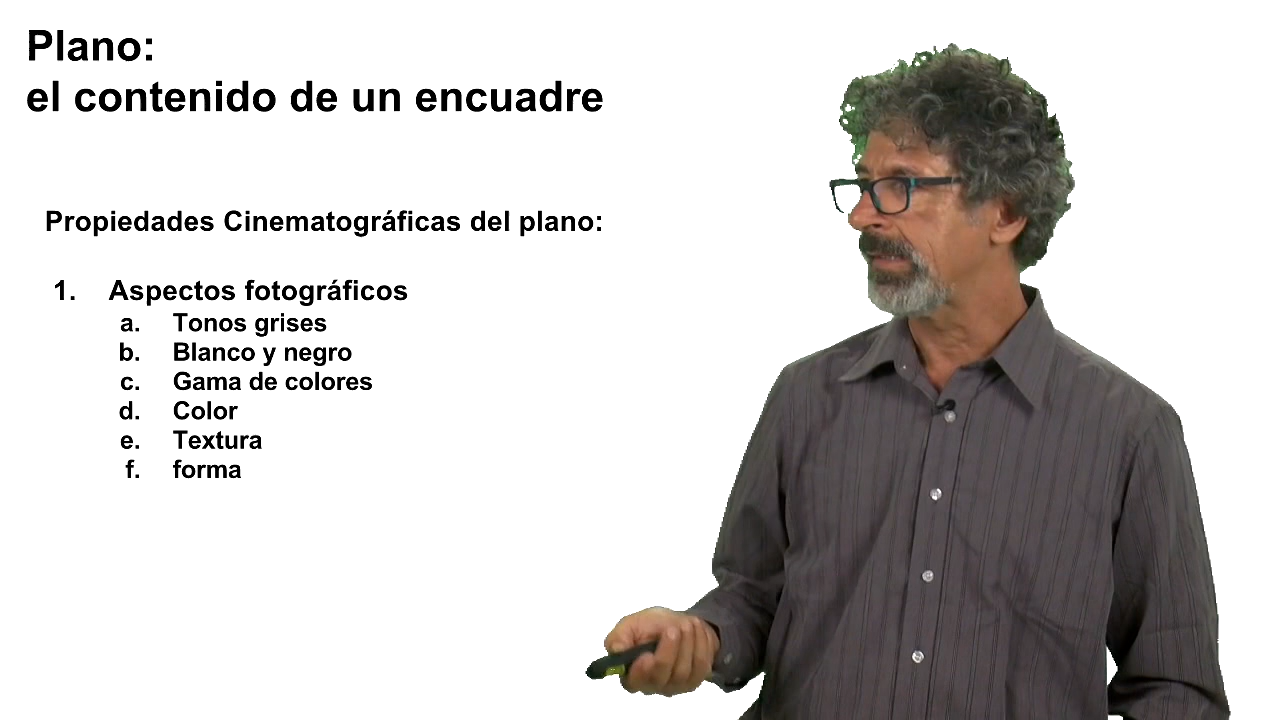 Plano:
el contenido de un encuadre
Propiedades Cinematográficas del plano:
1. Aspectos fotográficos
a. Tonos grises
b. Blanco y negro
c. Gama de colores
d. Color
e. Textura
f. forma